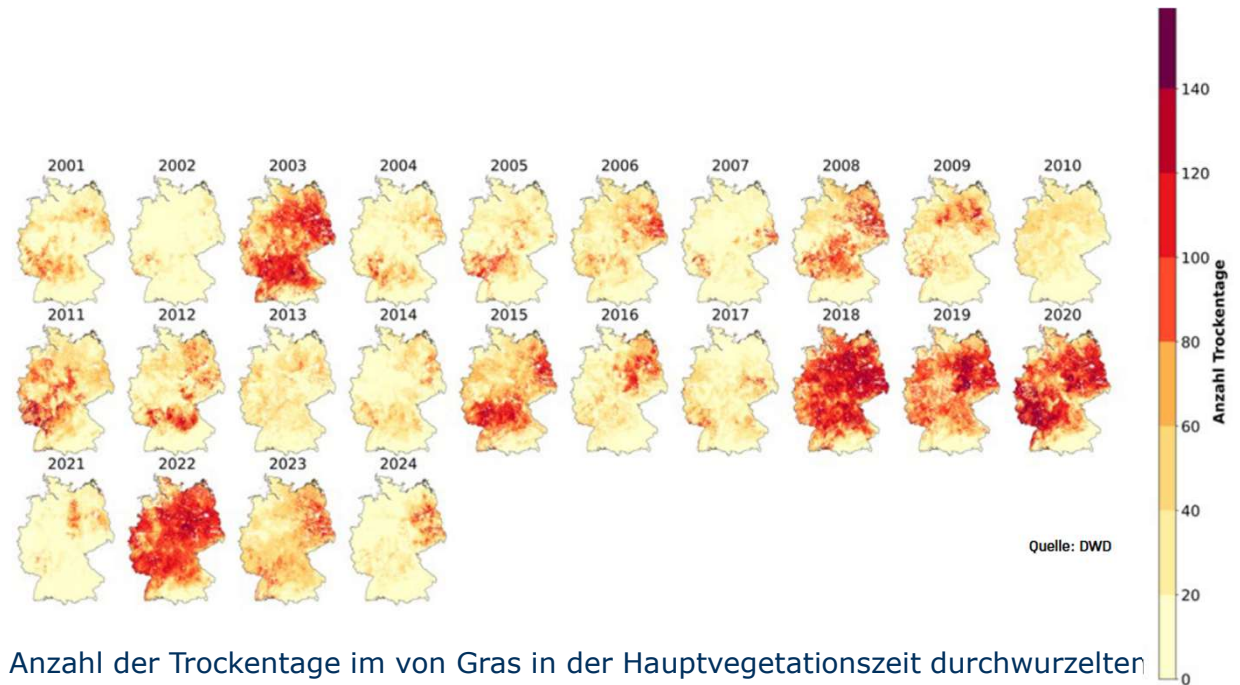 2001 2002 2003 2004 2005 2006 2007 2008 2009 2010
2011 2012 2013 2014 2015 2016 2017 2018 2019 2020
2021 2022 2023 2024
Quelle: DWD
140
120
100
80
60
40
20
0
Anzahl Trockentage
Anzahl der Trockentage im von Gras in der Hauptvegetationszeit durchwurzelten